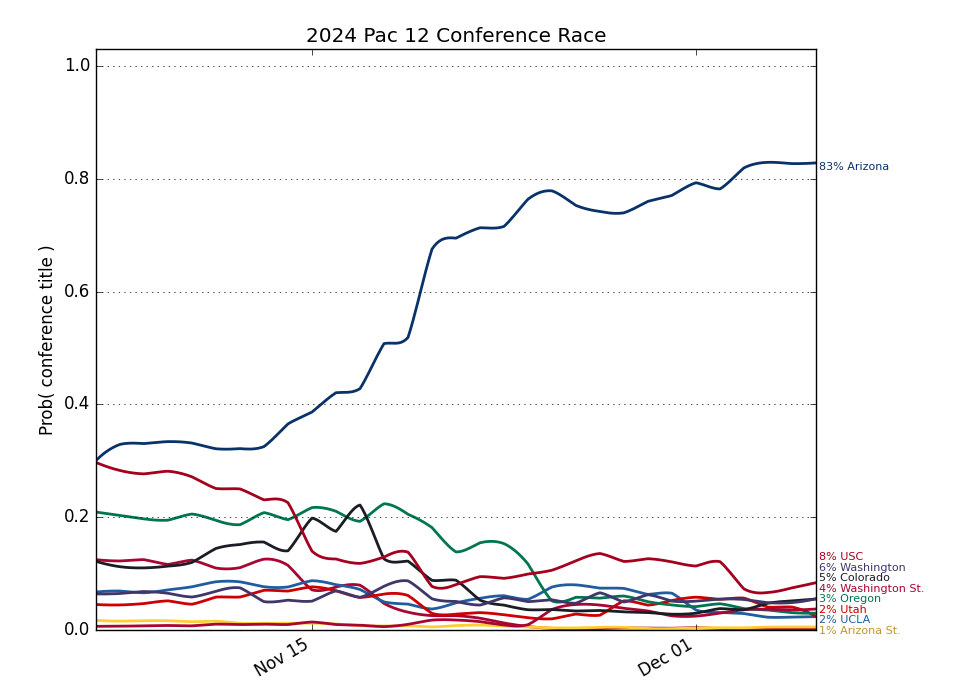 2024 Pac 12 Conference Race
Prob( conference title )
1.0
0.8
0.6
0.4
0.2
0.0
Nov 15
Dec 01
83% Arizona
8% USC
6% Washington
5% Colorado
4% Washington St.
3% Oregon
2% Utah
2% UCLA
1% Arizona St.